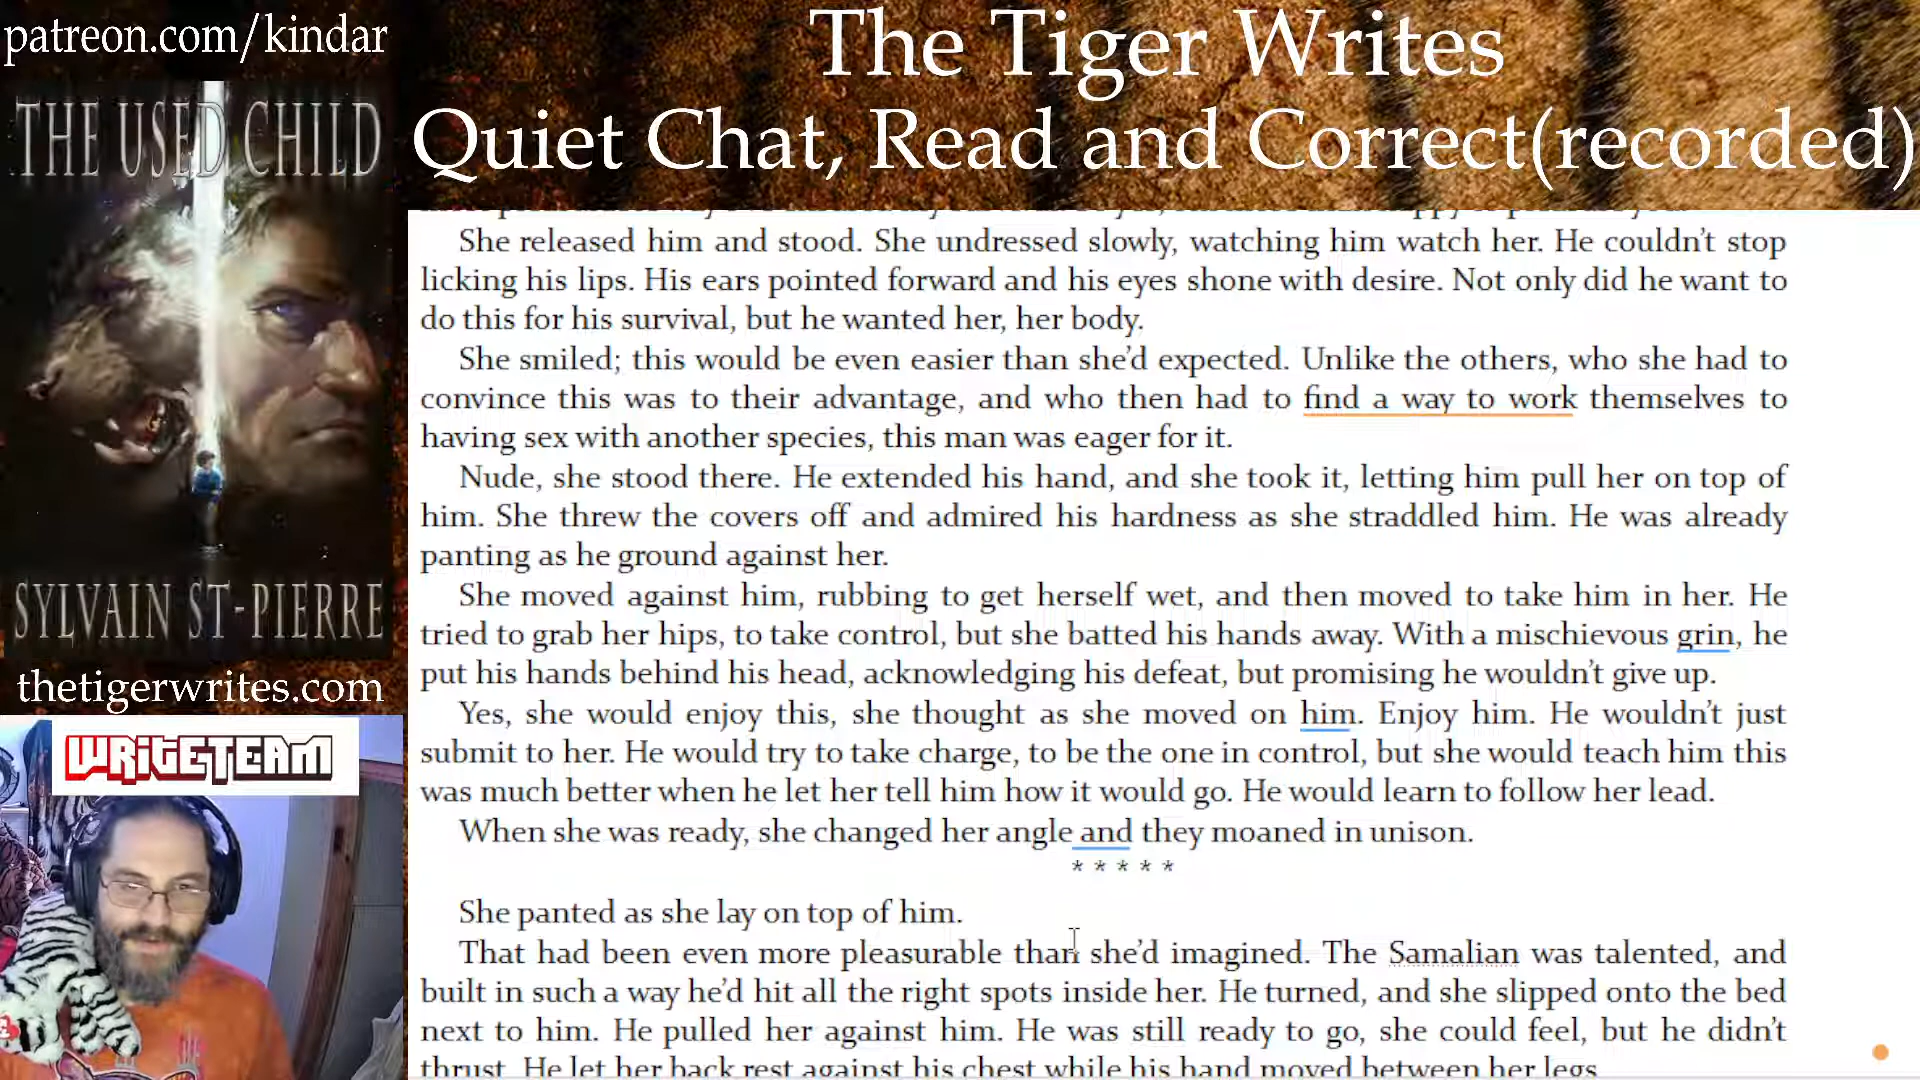 patreon.com/kindar
The Tiger Writes
Quiet Chat, Read and Correct(recorded)
THE USED CHILD
SYLVAIN ST-PIERRE
thetigerwrites.com
WRITETEAM
She released him and stood. She undressed slowly, watching him watch her. He couldn't stop
licking his lips. His ears pointed forward and his eyes shone with desire. Not only did he want to
do this for his survival, but he wanted her, her body.
She smiled; this would be even easier than she'd expected. Unlike the others, who she had to
convince this was to their advantage, and who then had to find a way to work themselves to
having sex with another species, this man was eager for it.
Nude, she stood there. He extended his hand, and she took it, letting him pull her on top of
him. She threw the covers off and admired his hardness as she straddled him. He was already
panting as he ground against her.
She moved against him, rubbing to get herself wet, and then moved to take him in her. He
tried to grab her hips, to take control, but she batted his hands away. With a mischievous grin, he
put his hands behind his head, acknowledging his defeat, but promising he wouldn't give up.
Yes, she would enjoy this, she thought as she moved on him. Enjoy him. He wouldn't just
submit to her. He would try to take charge, to be the one in control, but she would teach him this
was much better when he let her tell him how it would go. He would learn to follow her lead.
When she was ready, she changed her angle and they moaned in unison.
* * * * *
She panted as she lay on top of him.
That had been even more pleasurable than she'd imagined. The Samalian was talented, and
built in such a way he'd hit all the right spots inside her. He turned, and she slipped onto the bed
next to him. He pulled her against him. He was still ready to go, she could feel, but he didn't
thrust. He let her back rest against his chest while his hand moved between her legs.